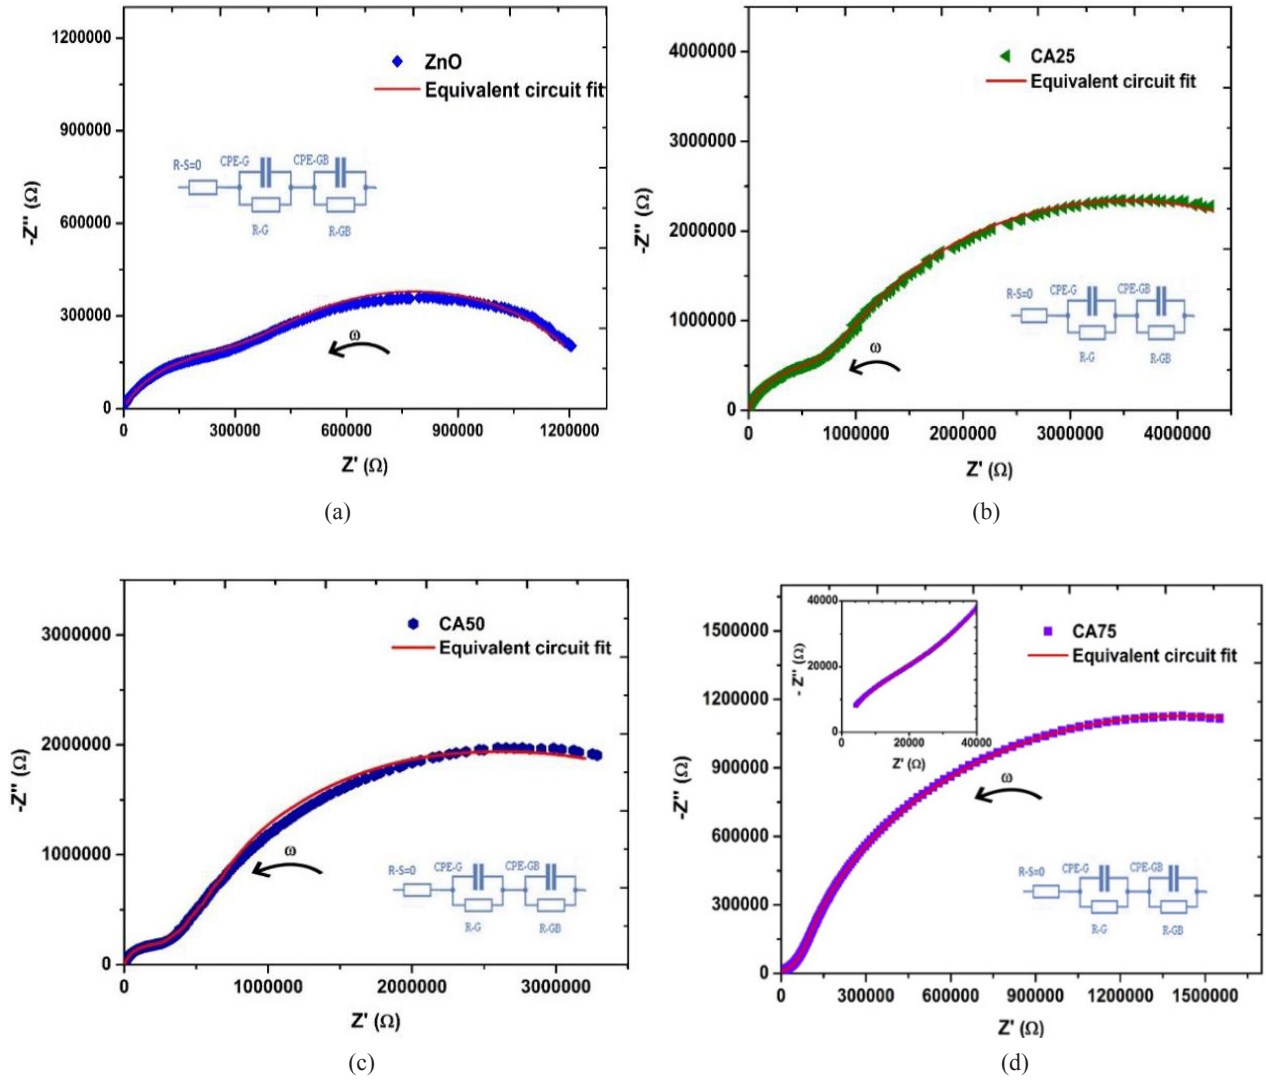 1200000
900000
600000
300000
0
-Z'' (Ω)
ZnO
Equivalent circuit fit
R-S=0
CPE-G
CPE-GB
R-G
R-GB
ω
0
300000
600000
900000
1200000
Z' (Ω)
(a)
4000000
3000000
2000000
1000000
0
-Z'' (Ω)
CA25
Equivalent circuit fit
R-S=0
CPE-G
CPE-GB
R-G
R-GB
ω
0
1000000
2000000
3000000
4000000
Z' (Ω)
(b)
3000000
2000000
1000000
0
-Z'' (Ω)
CA50
Equivalent circuit fit
ω
R-S=0
CPE-G
CPE-GB
R-G
R-GB
0
1000000
2000000
3000000
Z' (Ω)
(c)
1500000
1200000
900000
600000
300000
0
-Z'' (Ω)
40000
20000
0
- Z'' (Ω)
0
20000
40000
Z' (Ω)
CA75
Equivalent circuit fit
ω
R-S=0
CPE-G
CPE-GB
R-G
R-GB
0
300000
600000
900000
1200000
1500000
Z' (Ω)
(d)